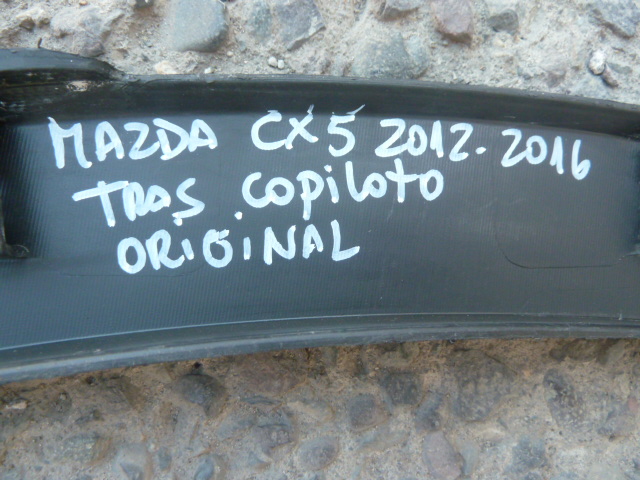 MAZDA CX5 2012-2016
TRAS COPILOTO
ORIGINAL